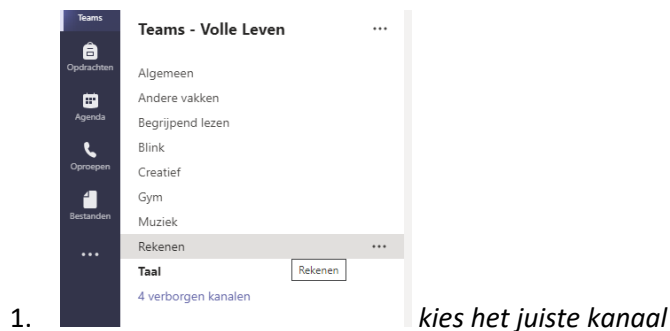 Teams
Teams - Volle Leven
Opdrachten
Algemeen
Andere vakken
Agenda
Begrijpend lezen
Blink
Oproepen
Creatief
Gym
Bestanden
Muziek
Rekenen
Taal
Rekenen
4 verborgen kanalen
1. kies het juiste kanaal